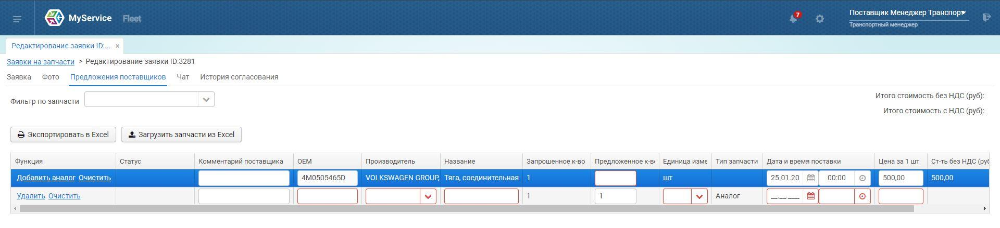 MyService Fleet 7 Поставщик Менеджер Транспорт
Транспортный менеджер
Редактирование заявки ID:... ×
Заявки на запчасти > Редактирование заявки ID:3281
Заявка Фото Предложения поставщиков Чат История согласования
Фильтр по запчасти
Итого стоимость без НДС (руб):
Итого стоимость с НДС (руб):
Экспортировать в Excel Загрузить запчасти из Excel
Функция Статус Комментарий поставщика OEM Производитель Название Запрошенное к-во Предложенное к-в Единица изме Тип запчасти Дата и время поставки Цена за 1 шт Ст-ть без НДС (руб
Добавить аналог Очистить 4M0505465D VOLKSWAGEN GROUP, Тяга, соединительная 1 шт 25.01.20 00:00 500,00 500,00
Удалить Очистить 1 1 Аналог __.__.____